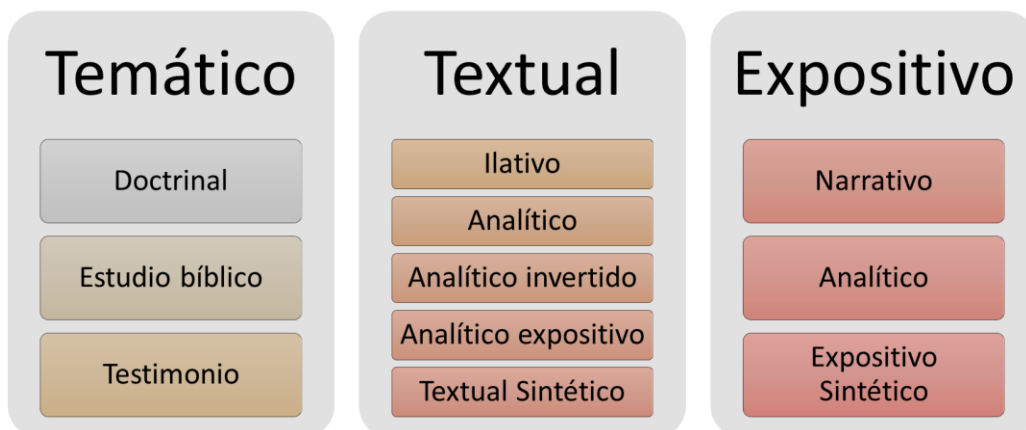 Temático
Doctrinal
Estudio bíblico
Testimonio
Textual
Ilativo
Analítico
Analítico invertido
Analítico expositivo
Textual Sintético
Expositivo
Narrativo
Analítico
Expositivo
Sintético